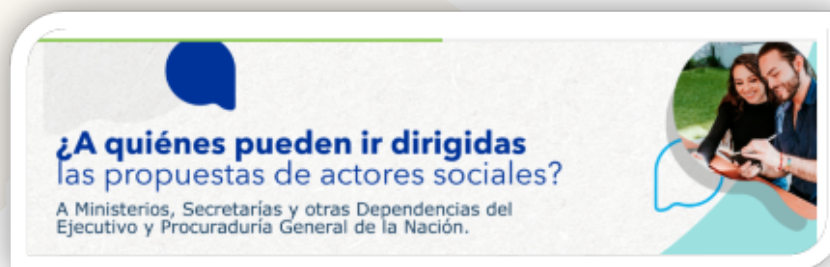 ¿A quiénes pueden ir dirigidas
las propuestas de actores sociales?
A Ministerios, Secretarías y otras Dependencias del
Ejecutivo y Procuraduría General de la Nación.